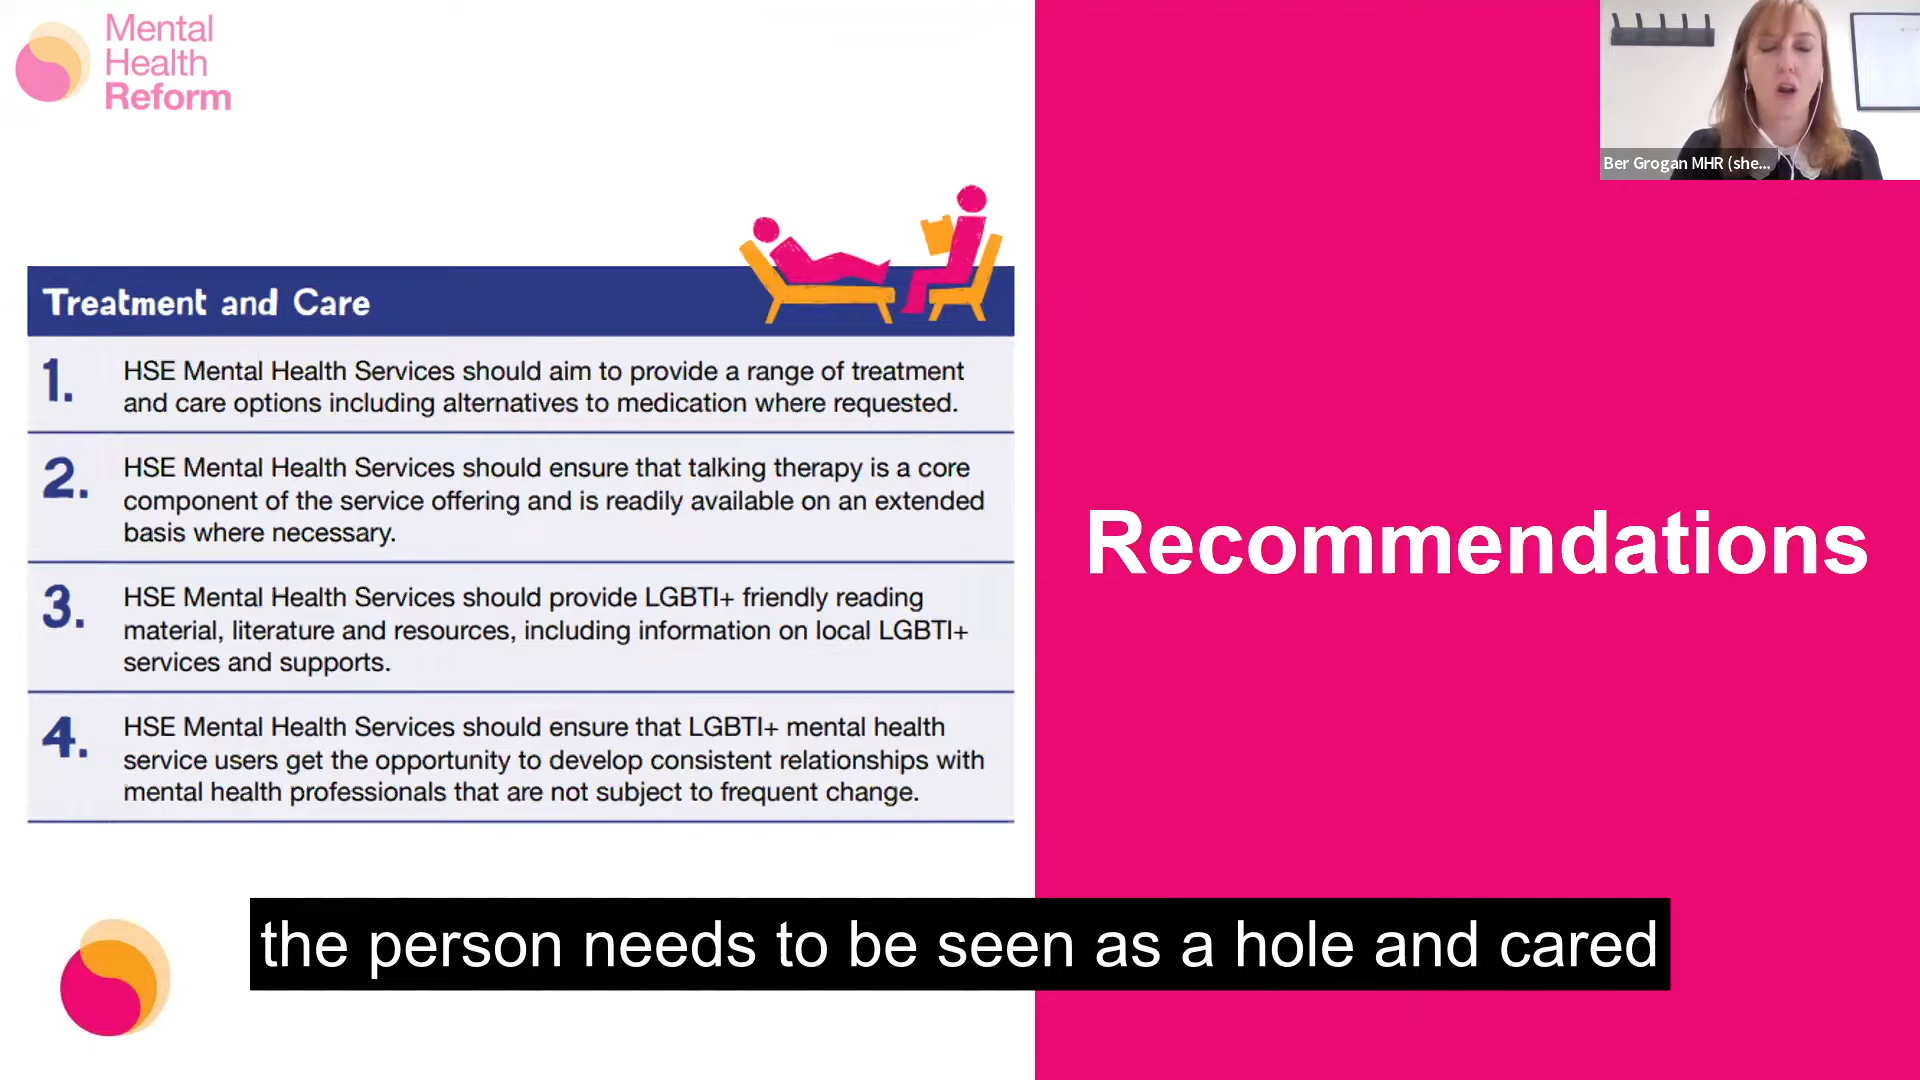 Mental
Health
Reform
Ber Grogan MHR (she...
Treatment and Care
1.
HSE Mental Health Services should aim to provide a range of treatment
and care options including alternatives to medication where requested.
2.
HSE Mental Health Services should ensure that talking therapy is a core
component of the service offering and is readily available on an extended
basis where necessary.
3.
HSE Mental Health Services should provide LGBTI+ friendly reading
material, literature and resources, including information on local LGBTI+
services and supports.
4.
HSE Mental Health Services should ensure that LGBTI+ mental health
service users get the opportunity to develop consistent relationships with
mental health professionals that are not subject to frequent change.
Recommendations
the person needs to be seen as a hole and cared